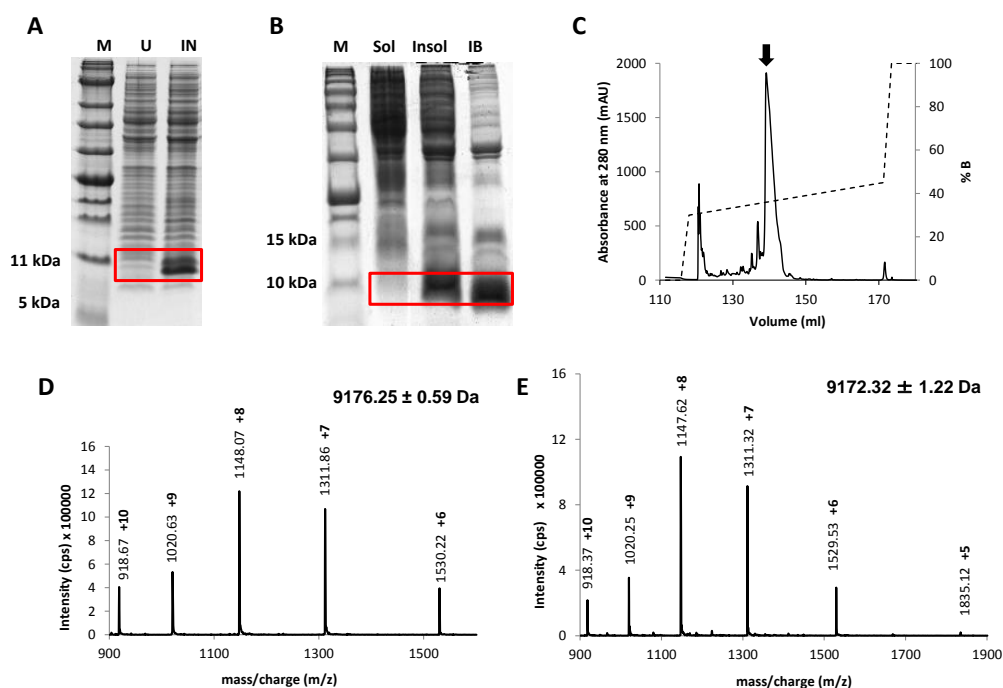 A
M U IN
11 kDa
5 kDa
B
M Sol Insol IB
15 kDa
10 kDa
C
Absorbance at 280 nm (mAU)
2000
1500
1000
500
0
100
80
60
40
20
0
% B
111 130 150 170
Volume (ml)
D
9176.25 ± 0.59 Da
Intensity (cps) x 100000
16
14
12
10
8
6
4
2
0
918.67 +10
1020.63 +9
1148.07 +8
1311.86 +7
1530.22 +6
900 1100 1300 1500
mass/charge (m/z)
E
9172.32 ± 1.22 Da
Intensity (cps) x 100000
16
12
8
4
0
918.37 +10
1020.25 +9
1147.62 +8
1311.32 +7
1529.53 +6
1835.12 +5
900 1100 1300 1500 1700 1900
mass/charge (m/z)